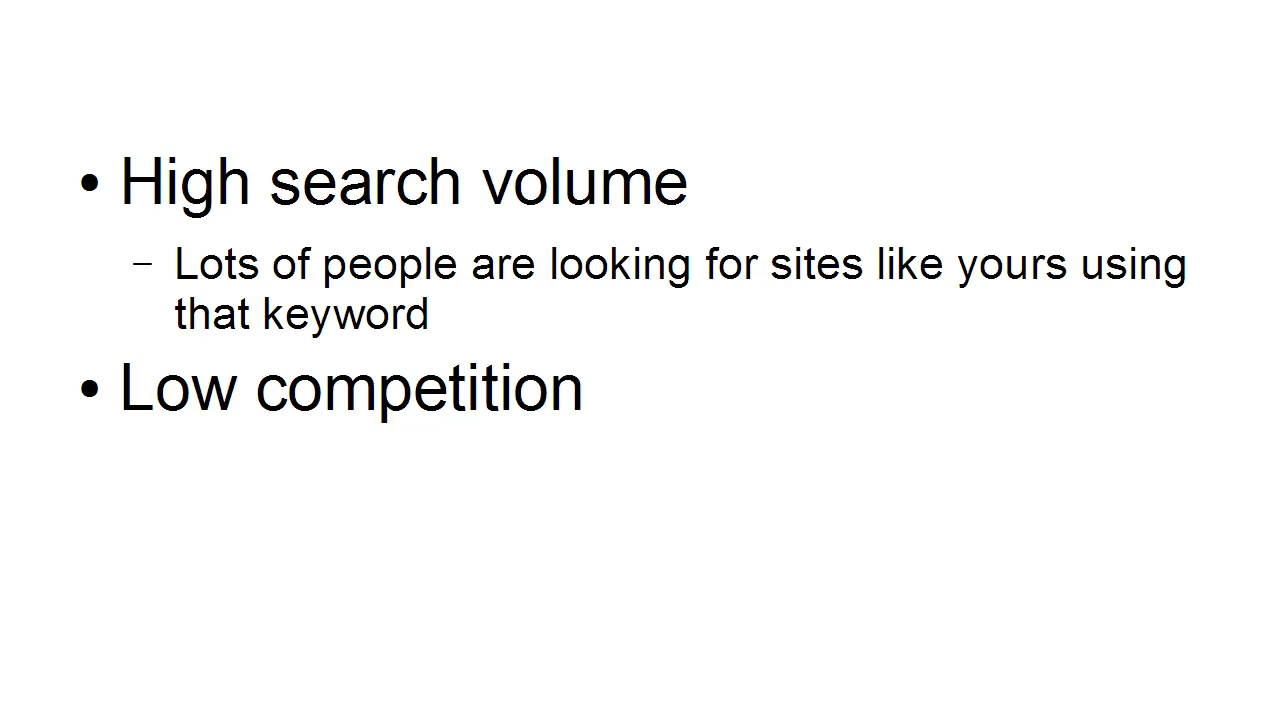 • High search volume
– Lots of people are looking for sites like yours using
that keyword
• Low competition